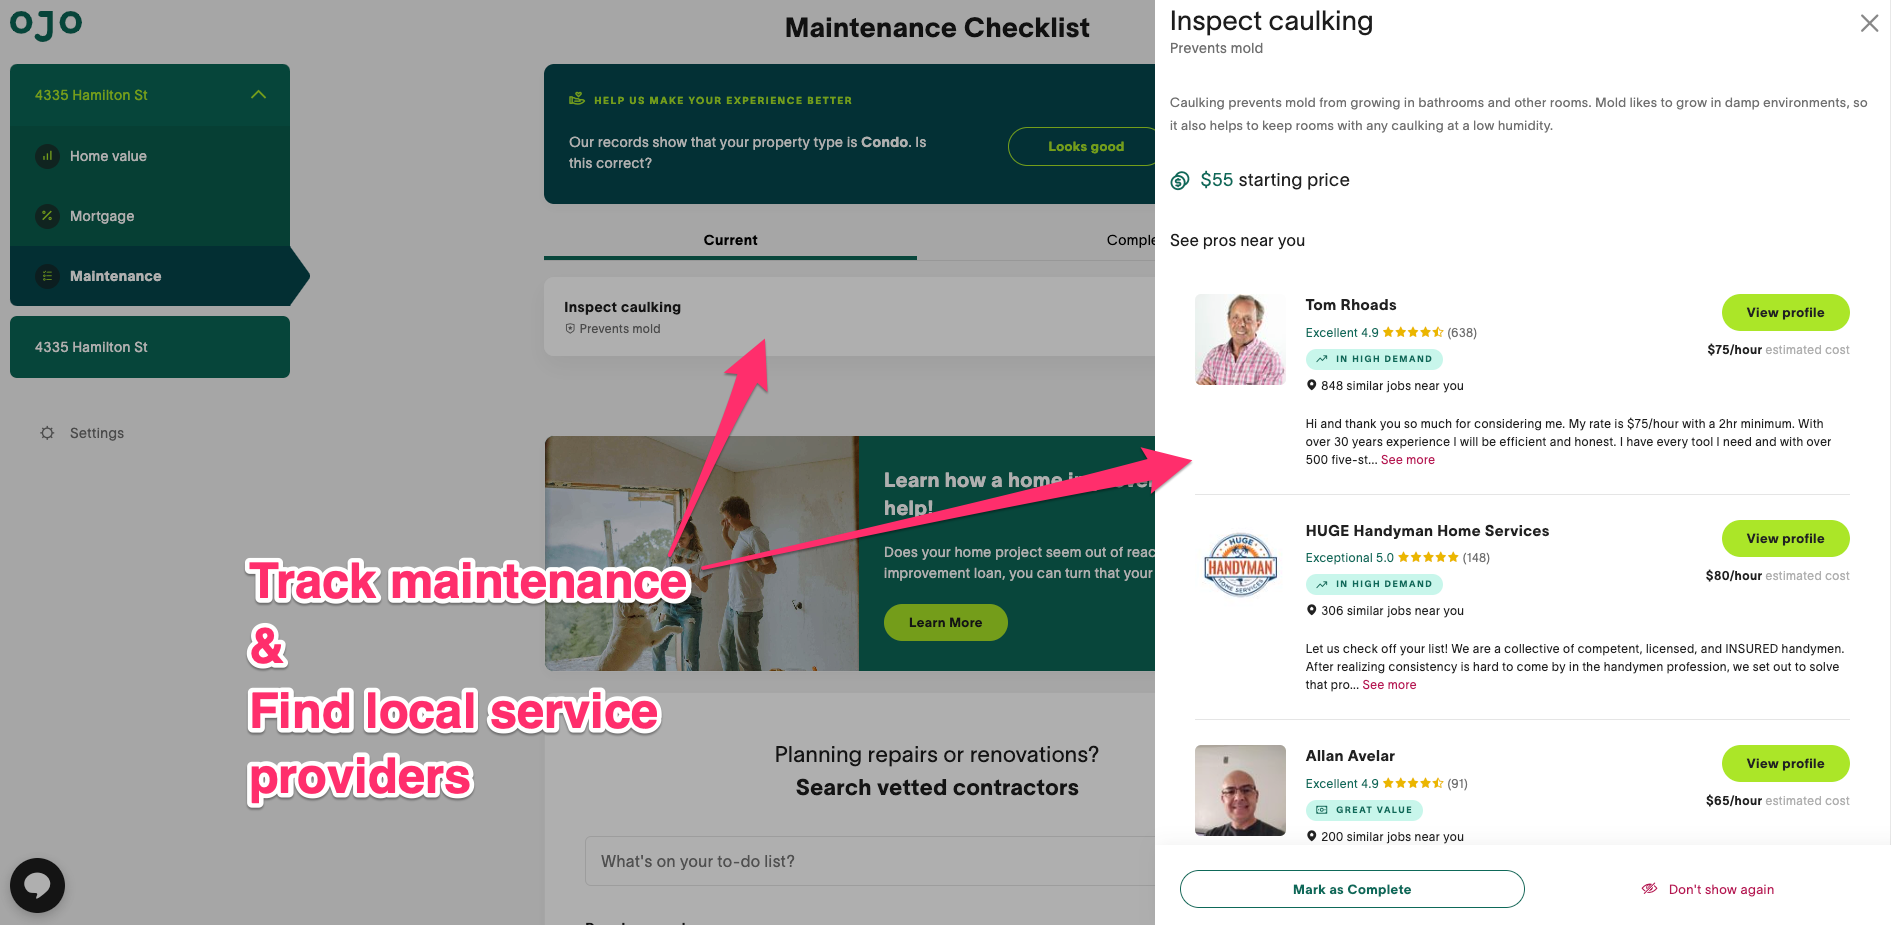 ojo
4335 Hamilton St
Home value
Mortgage
Maintenance
4335 Hamilton St
Settings
Maintenance Checklist
HELP US MAKE YOUR EXPERIENCE BETTER
Our records show that your property type is Condo. Is
this correct?
Looks good
Current
Inspect caulking
Prevents mold
Learn how a home
help!
Does your home project seem out of
improvement loan, you can turn that your
Learn More
Track maintenance
&
Find local service
providers
Planning repairs or renovations?
Search vetted contractors
What's on your to-do list?
Inspect caulking
Prevents mold
Caulking prevents mold from growing in bathrooms and other rooms. Mold likes to grow in damp environments, so
it also helps to keep rooms with any caulking at a low humidity.
$55 starting price
See pros near you
Tom Rhoads
Excellent 4.9 (638)
IN HIGH DEMAND
848 similar jobs near you
View profile
$75/hour estimated cost
Hi and thank you so much for considering me. My rate is $75/hour with a 2hr minimum. With
over 30 years experience I will be efficient and honest. I have every tool I need and with over
500 five-st... See more
HUGE Handyman Home Services
HUGE
HANDYMAN
HOME SERVICES
Exceptional 5.0 (148)
IN HIGH DEMAND
306 similar jobs near you
View profile
$80/hour estimated cost
Let us check off your list! We are a collective of competent, licensed, and INSURED handymen.
After realizing consistency is hard to come by in the handymen profession, we set out to solve
that pro... See more
Allan Avelar
Excellent 4.9 (91)
GREAT VALUE
200 similar jobs near you
View profile
$65/hour estimated cost
Mark as Complete
Don't show again